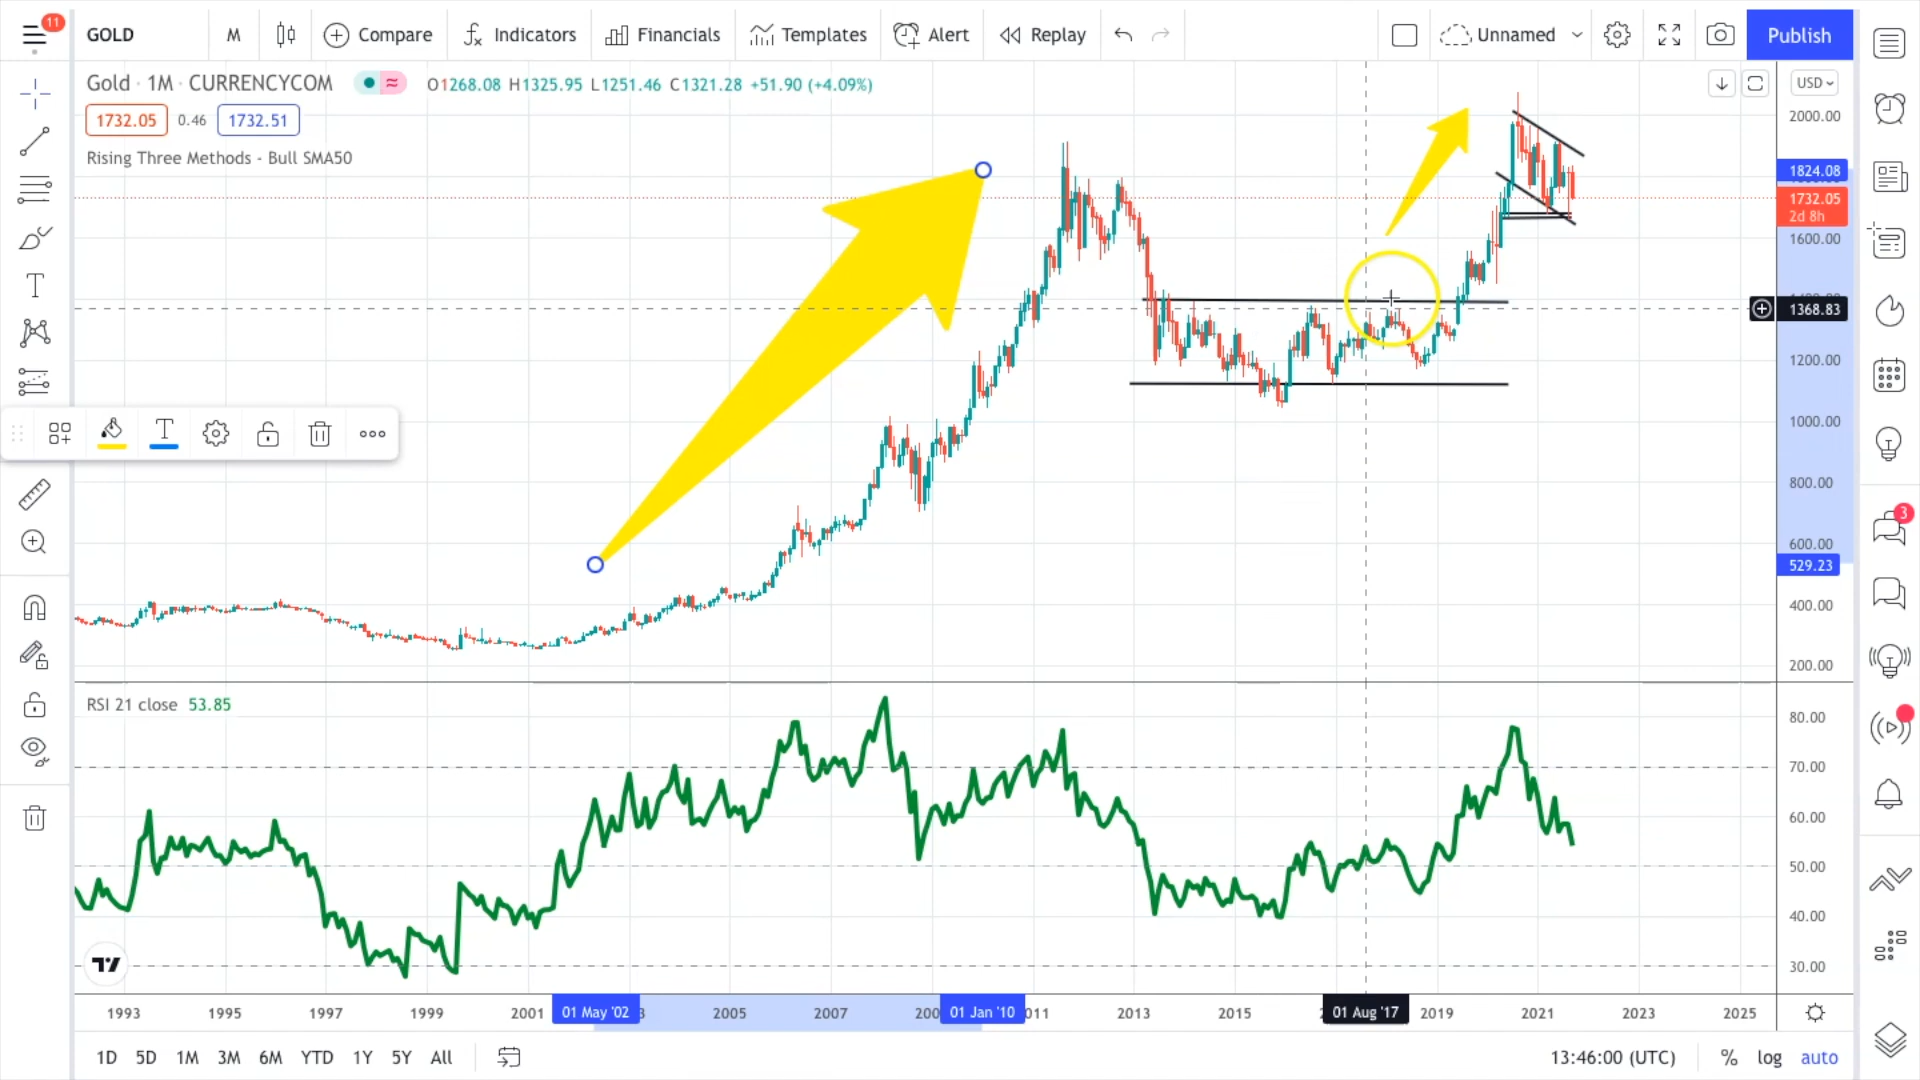 11
GOLD M Compare Indicators Financials Templates Alert Replay Unnamed Publish
Gold · 1M · CURRENCYCOM O1268.08 H1325.95 L1251.46 C1321.28 +51.90 (+4.09%)
USD
1732.05 0.46 1732.51
Rising Three Methods - Bull SMA50
2000.00
1824.08
1732.05
2d 8h
1600.00
1368.83
1200.00
1000.00
800.00
600.00
529.23
400.00
200.00
3
RSI 21 close 53.85
80.00
70.00
60.00
50.00
40.00
30.00
1993 1995 1997 1999 2001 01 May '02 2005 2007 01 Jan '10 2013 2015 01 Aug '17 2019 2021 2023 2025
1D 5D 1M 3M 6M YTD 1Y 5Y All 13:46:00 (UTC) % log auto